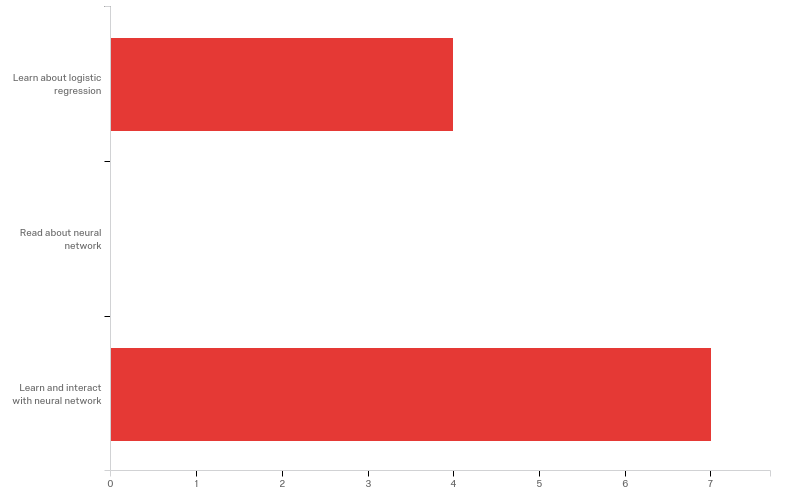 Learn about logistic
regression
Read about neural
network
Learn and interact
with neural network
0 1 2 3 4 5 6 7